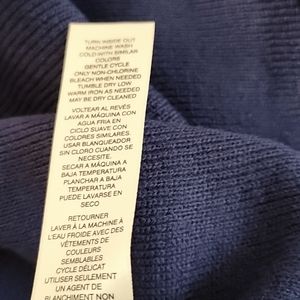 TURN INSIDE OUT
MACHINE WASH
COLD WITH SIMILAR
COLORS
GENTLE CYCLE
ONLY NON-CHLORINE
BLEACH WHEN NEEDED
TUMBLE DRY LOW
WARM IRON AS NEEDED
MAY BE DRY CLEANED
VOLTEAR AL REVÉS
LAVAR A MÁQUINA CON
AGUA FRIA EN
CICLO SUAVE CON
COLORES SIMILARES.
USAR BLANQUEADOR
SIN CLORO CUANDO SE
NECESITE.
SECAR A MÁQUINA A
BAJA TEMPERATURA
PLANCHAR A BAJA
TEMPERATURA
PUEDE LAVARSE EN
SECO
RETOURNER
LAVER À LA MACHINE À
L'EAU FROIDE AVEC DES
VÊTEMENTS DE
COULEURS
SEMBLABLES
CYCLE DÉLICAT
UTILISER SEULEMENT
UN AGENT DE
BLANCHIMENT NON